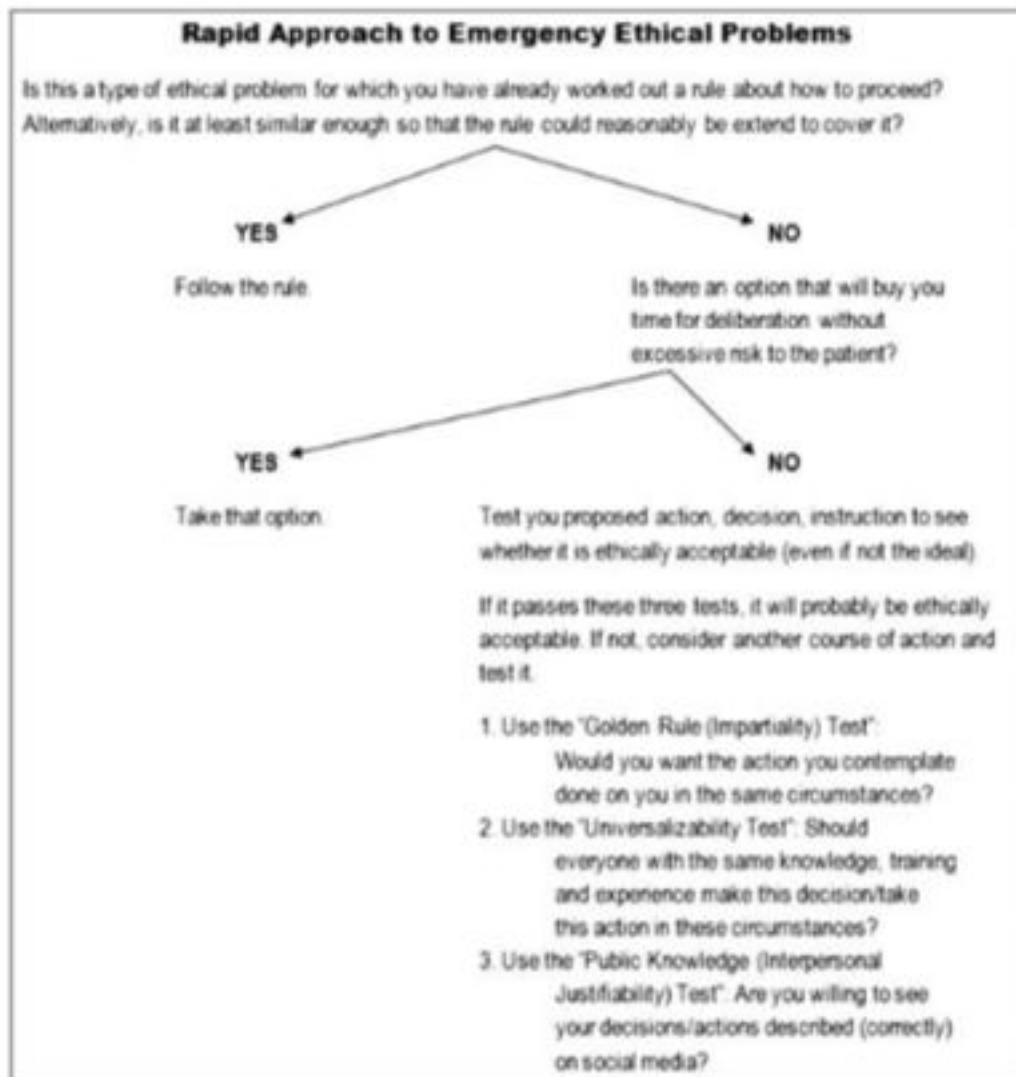 Rapid Approach to Emergency Ethical Problems
Is this a type of ethical problem for which you have already worked out a rule about how to proceed?
Alternatively, is it at least similar enough so that the rule could reasonably be extend to cover it?
YES
NO
Follow the rule.
Is there an option that will buy you
time for deliberation without
excessive risk to the patient?
YES
NO
Take that option.
Test you proposed action, decision, instruction to see
whether it is ethically acceptable (even if not the ideal)
If it passes these three tests, it will probably be ethically
acceptable. If not, consider another course of action and
test it.
1. Use the "Golden Rule (Impartiality) Test":
Would you want the action you contemplate
done on you in the same circumstances?
2. Use the "Universalizability Test": Should
everyone with the same knowledge, training
and experience make this decision/take
this action in these circumstances?
3. Use the "Public Knowledge (Interpersonal
Justifiability) Test". Are you willing to see
your decisions/actions described (correctly)
on social media?